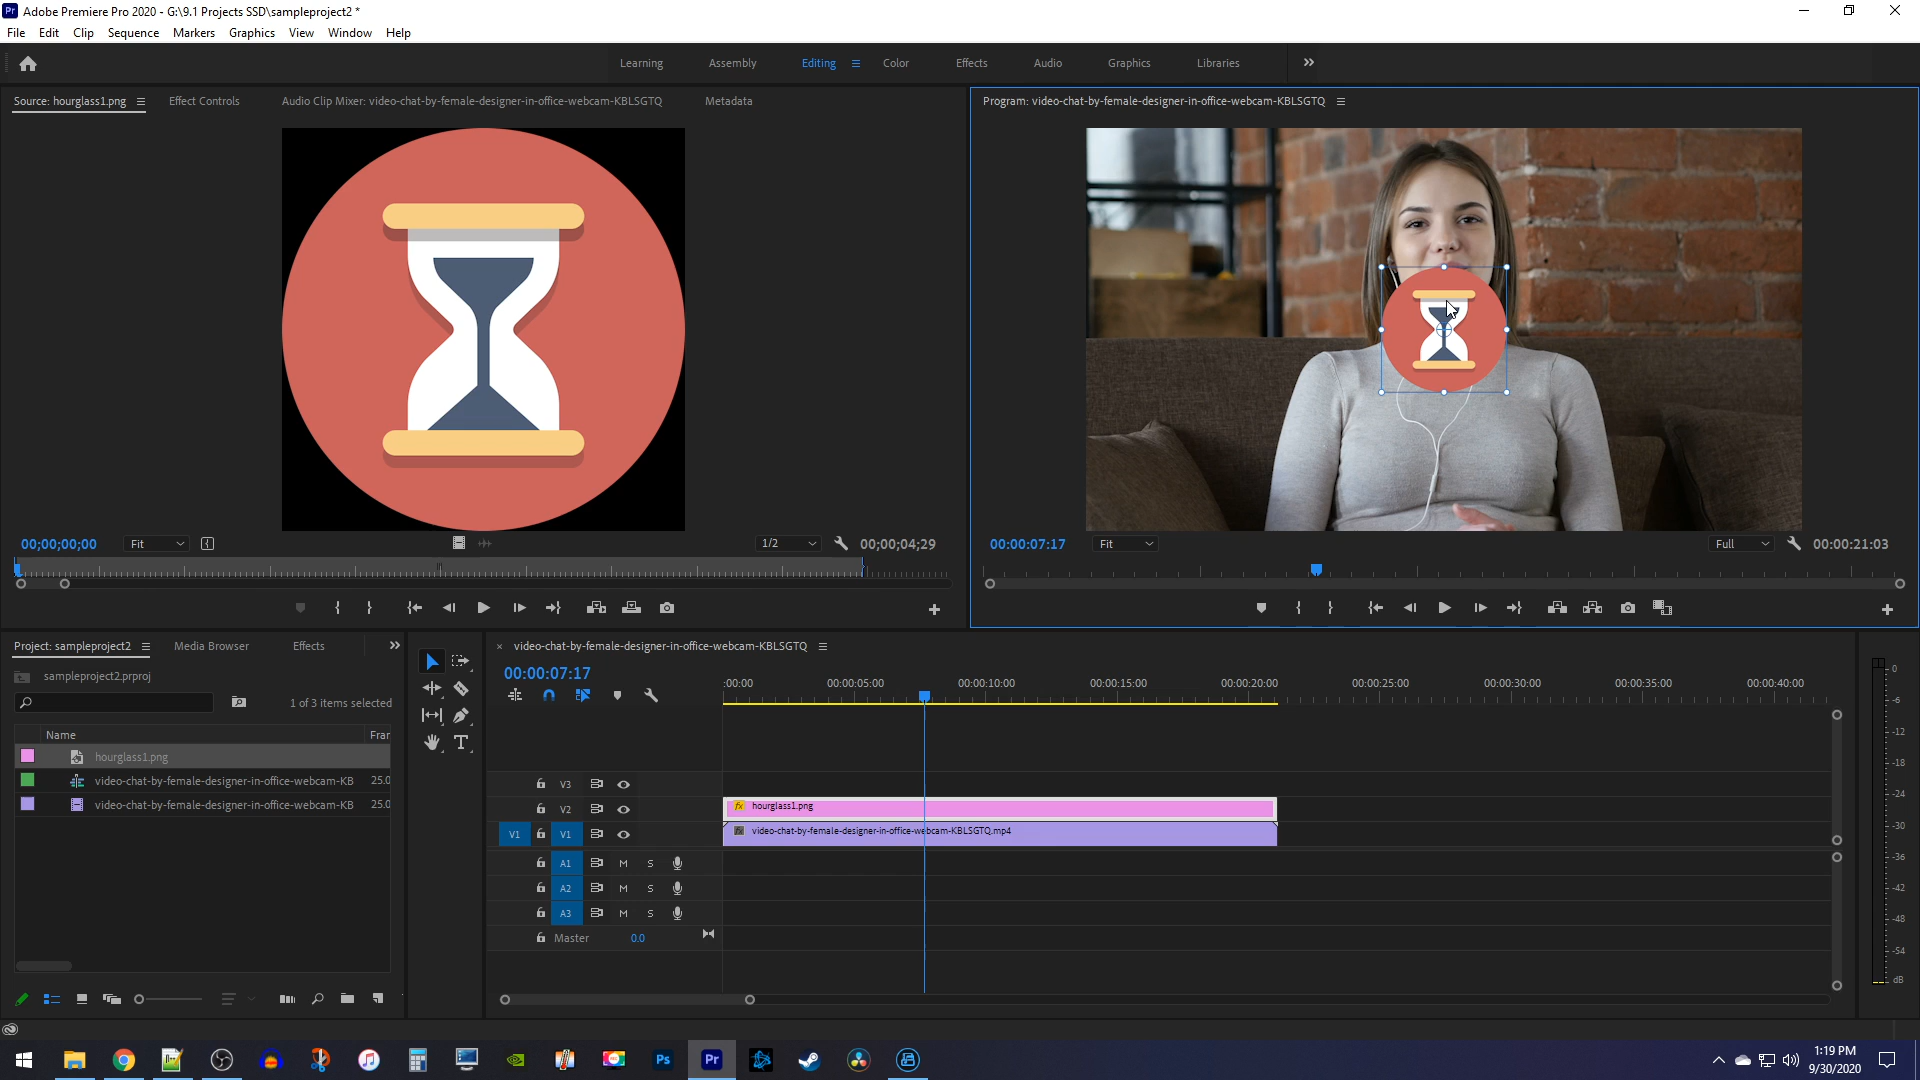 Adobe Premiere Pro 2020 - G:\9.1 Projects SSD\sampleproject2 *
File Edit Clip Sequence Markers Graphics View Window Help
Learning Assembly Editing Color Effects Audio Graphics Libraries
Source: hourglass1.png Effect Controls Audio Clip Mixer: video-chat-by-female-designer-in-office-webcam-KBLSGTQ Metadata
Program: video-chat-by-female-designer-in-office-webcam-KBLSGTQ
00;00;00;00 Fit 1/2 00;00;04;29
00:00:07:17 Fit Full 00:00:21:03
Project: sampleproject2 Media Browser Effects
sampleproject2.prproj
1 of 3 items selected
Name Frar
hourglass1.png
video-chat-by-female-designer-in-office-webcam-KB 25.0
video-chat-by-female-designer-in-office-webcam-KB 25.0
× video-chat-by-female-designer-in-office-webcam-KBLSGTQ
00:00:07:17
:00:00 00:00:05:00 00:00:10:00 00:00:15:00 00:00:20:00 00:00:25:00 00:00:30:00 00:00:35:00 00:00:40:00
V3
V2 fx hourglass1.png
V1 V1 fx video-chat-by-female-designer-in-office-webcam-KBLSGTQ.mp4
A1 M S
A2 M S
A3 M S
Master 0.0
0
-6
-12
-18
-24
-30
-36
-42
-48
-54
dB
Ps Pr
1:19 PM
9/30/2020